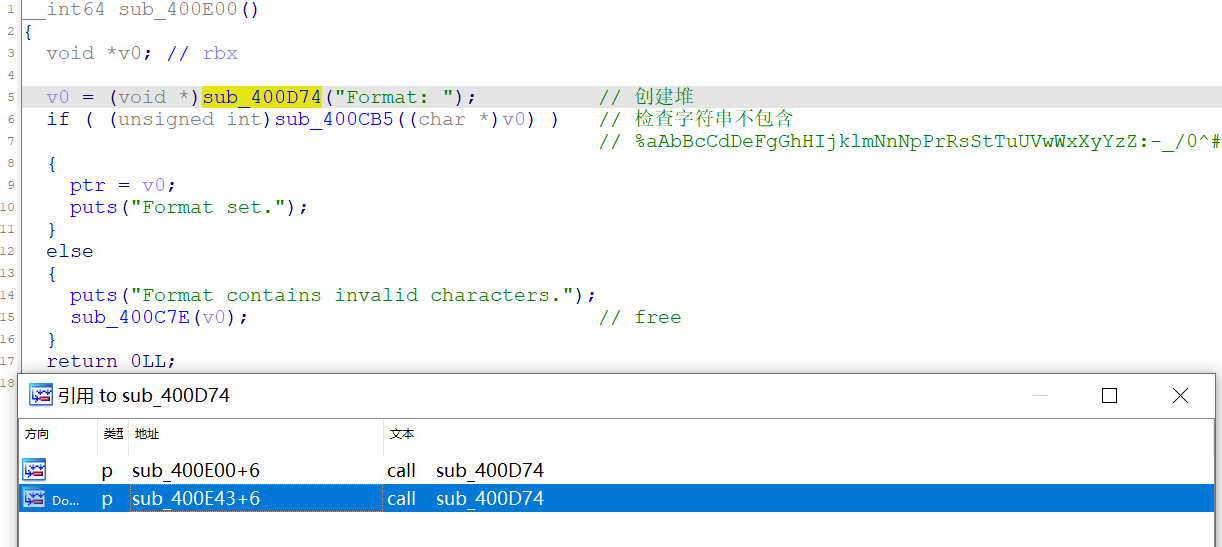 1 __int64 sub_400E00()
2 {
3 void *v0; // rbx
4
5 v0 = (void *)sub_400D74("Format: "); // 创建堆
6 if ( (unsigned int)sub_400CB5((char *)v0) ) // 检查字符串不包含
7 // %aAbBcCdDeFgGhHIjklmNnNpPrRsStTuUVwWxXyYzZ:-_/0^#
8 {
9 ptr = v0;
10 puts("Format set.");
11 }
12 else
13 {
14 puts("Format contains invalid characters.");
15 sub_400C7E(v0); // free
16 }
17 return 0LL;
18
引用 to sub_400D74
方向 类型 地址 文本
p sub_400E00+6 call sub_400D74
Do... p sub_400E43+6 call sub_400D74